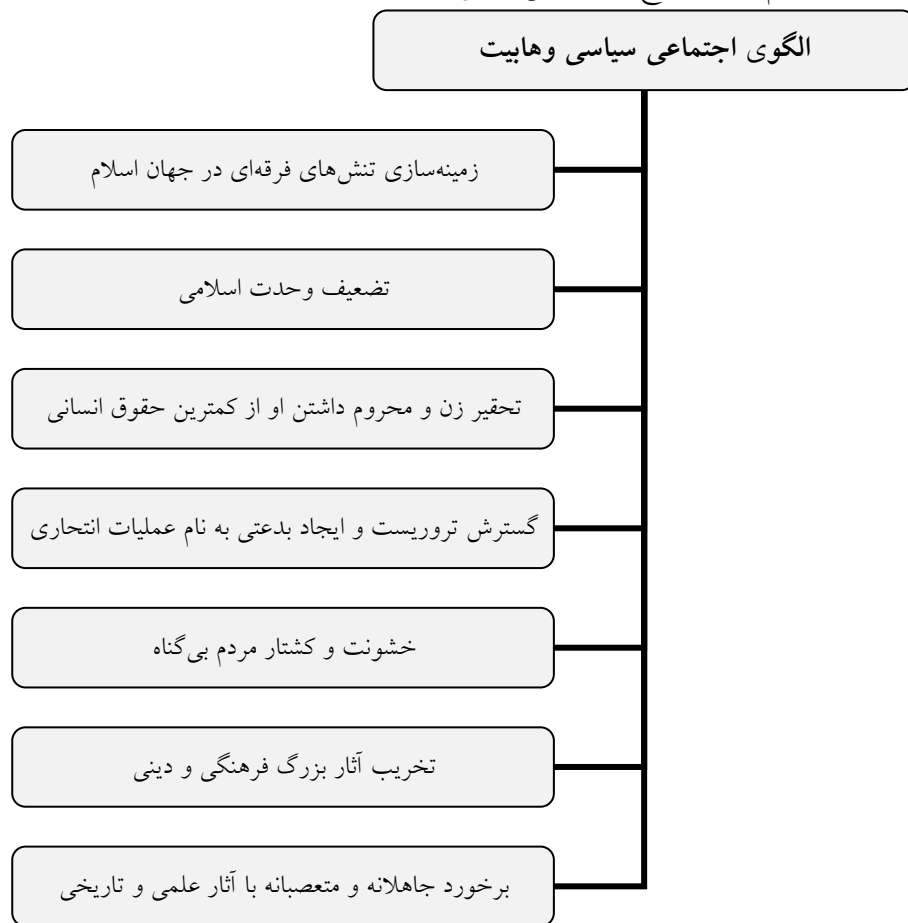 الگوی اجتماعی سیاسی وهابیت
زمینه‌سازی تنش‌های فرقه‌ای در جهان اسلام
تضعیف وحدت اسلامی
تحقیر زن و محروم داشتن او از کمترین حقوق انسانی
گسترش تروریست و ایجاد بدعتی به نام عملیات انتحاری
خشونت و کشتار مردم بی‌گناه
تخریب آثار بزرگ فرهنگی و دینی
برخورد جاهلانه و متعصبانه با آثار علمی و تاریخی